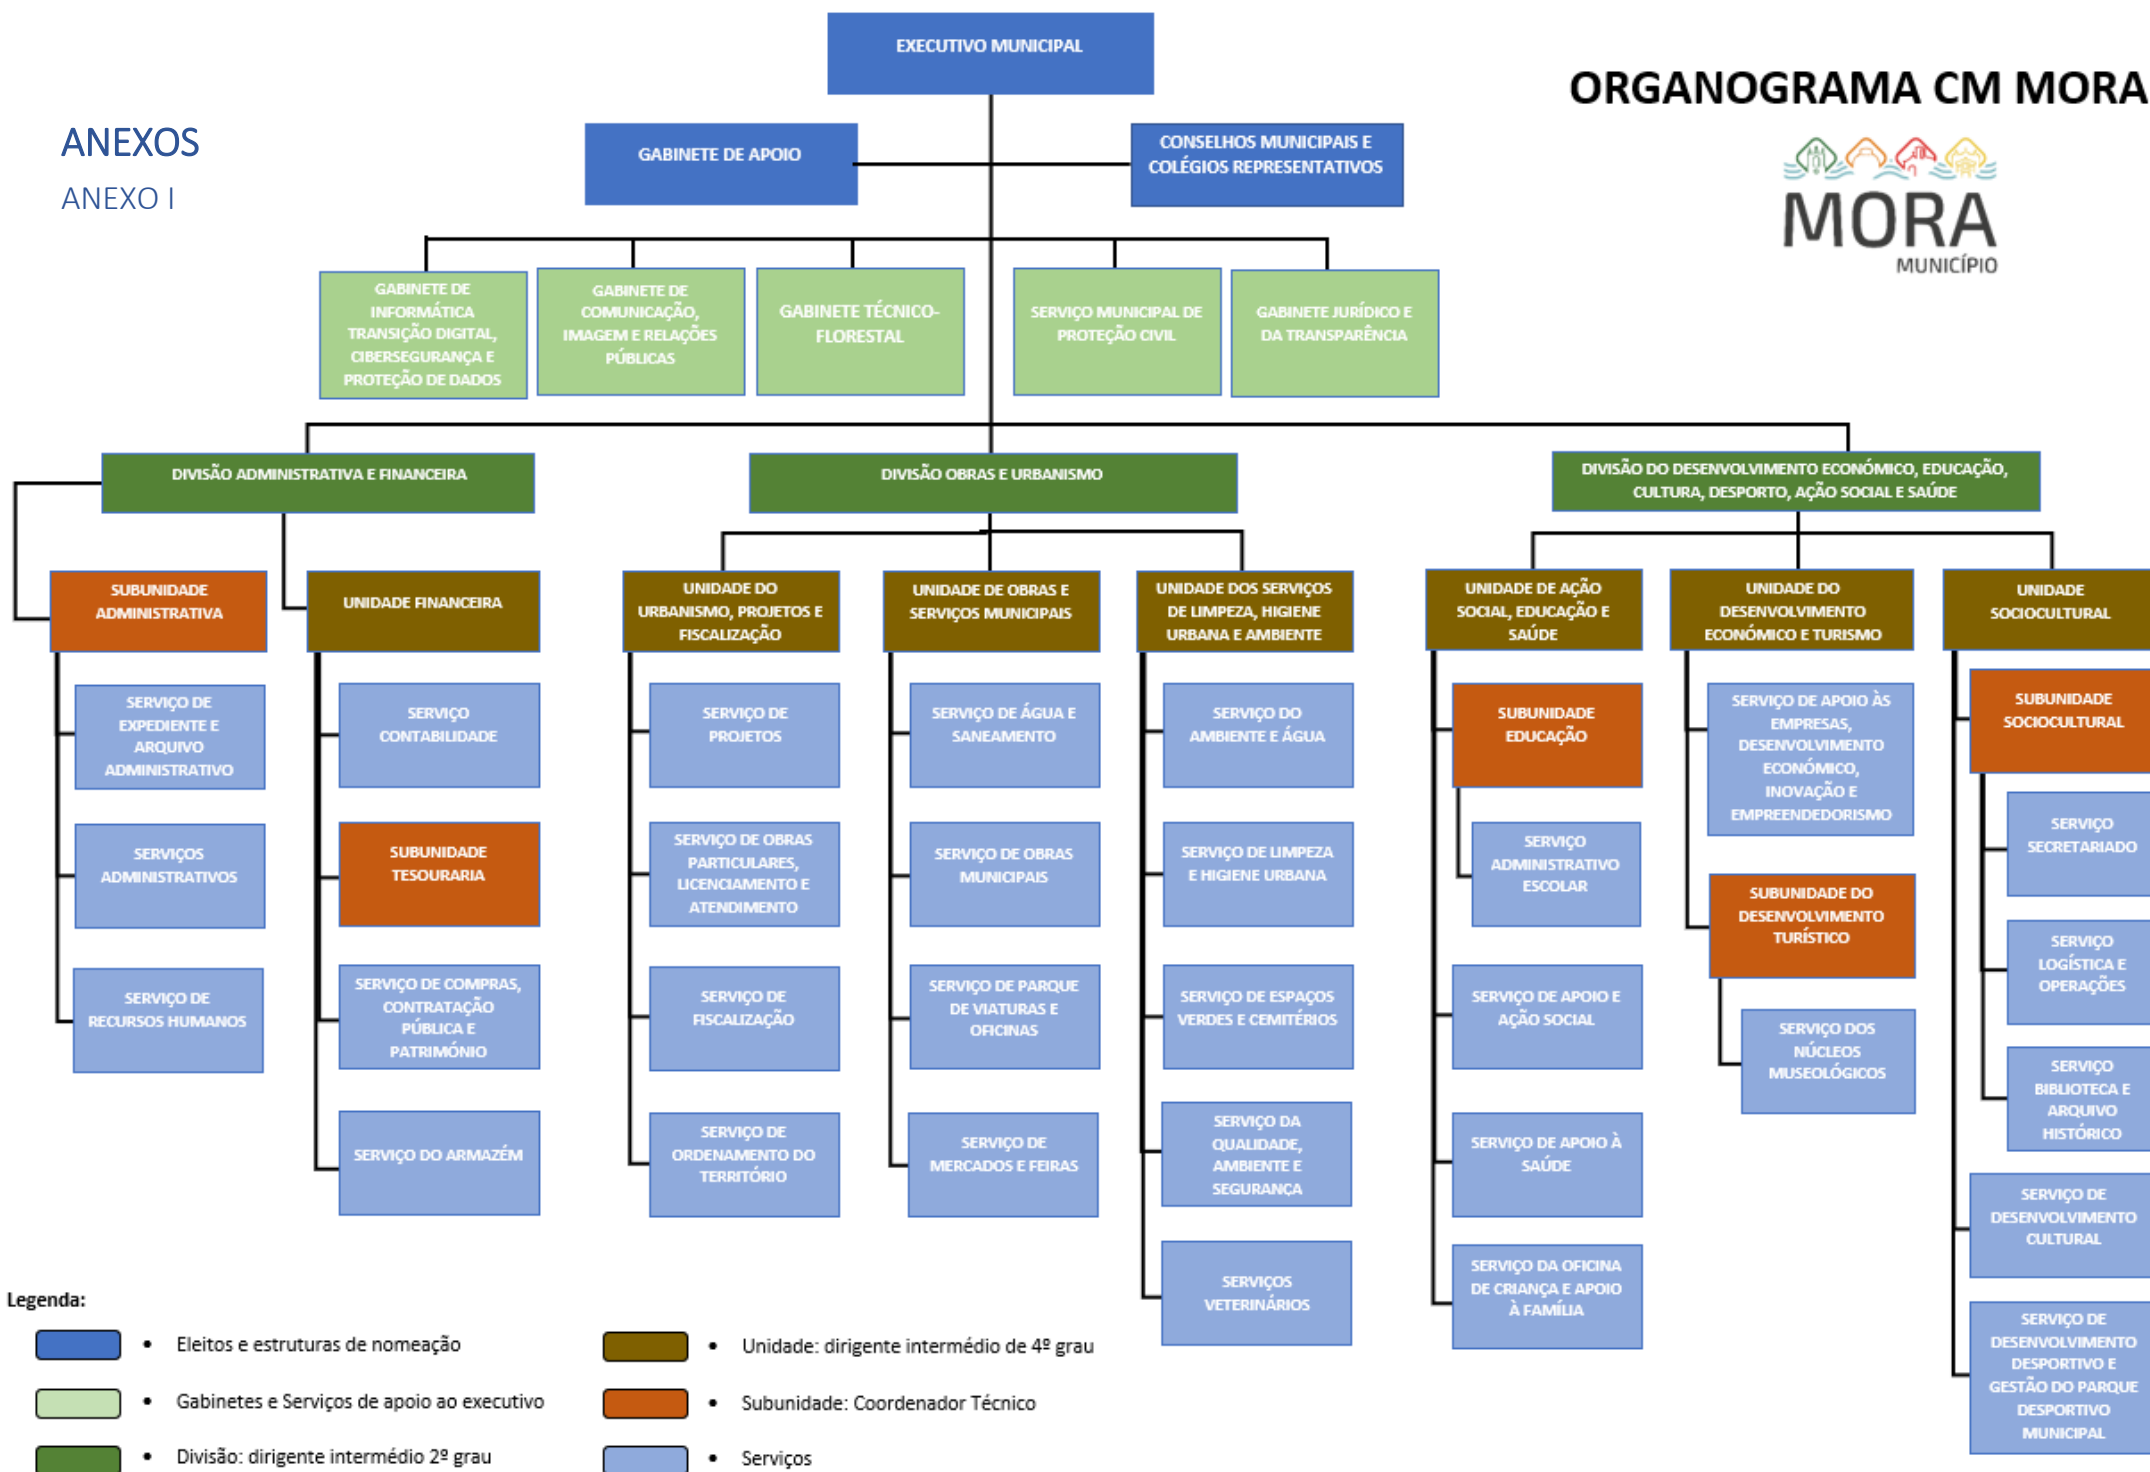 EXECUTIVO MUNICIPAL
ORGANOGRAMA CM MORA
ANEXOS
ANEXO I
GABINETE DE APOIO
CONSELHOS MUNICIPAIS E
COLÉGIOS REPRESENTATIVOS
MORA
MUNICÍPIO
GABINETE DE
INFORMÁTICA
TRANSIÇÃO DIGITAL,
CIBERSEGURANÇA E
PROTEÇÃO DE DADOS
GABINETE DE
COMUNICAÇÃO,
IMAGEM E RELAÇÕES
PÚBLICAS
GABINETE TÉCNICO-
FLORESTAL
SERVIÇO MUNICIPAL DE
PROTEÇÃO CIVIL
GABINETE JURÍDICO E
DA TRANSPARÊNCIA
DIVISÃO ADMINISTRATIVA E FINANCEIRA
DIVISÃO OBRAS E URBANISMO
DIVISÃO DO DESENVOLVIMENTO ECONÓMICO, EDUCAÇÃO,
CULTURA, DESPORTO, AÇÃO SOCIAL E SAÚDE
SUBUNIDADE
ADMINISTRATIVA
UNIDADE FINANCEIRA
UNIDADE DO
URBANISMO, PROJETOS E
FISCALIZAÇÃO
UNIDADE DE OBRAS E
SERVIÇOS MUNICIPAIS
UNIDADE DOS SERVIÇOS
DE LIMPEZA, HIGIENE
URBANA E AMBIENTE
UNIDADE DE AÇÃO
SOCIAL, EDUCAÇÃO E
SAÚDE
UNIDADE DO
DESENVOLVIMENTO
ECONÓMICO E TURISMO
UNIDADE
SOCIOCULTURAL
SERVIÇO DE
EXPEDIENTE E
ARQUIVO
ADMINISTRATIVO
SERVIÇOS
ADMINISTRATIVOS
SERVIÇO DE
RECURSOS HUMANOS
SERVIÇO
CONTABILIDADE
SUBUNIDADE
TESOURARIA
SERVIÇO DE COMPRAS,
CONTRATAÇÃO
PÚBLICA E
PATRIMÓNIO
SERVIÇO DO ARMAZÉM
SERVIÇO DE
PROJETOS
SERVIÇO DE OBRAS
PARTICULARES,
LICENCIAMENTO E
ATENDIMENTO
SERVIÇO DE
FISCALIZAÇÃO
SERVIÇO DE
ORDENAMENTO DO
TERRITÓRIO
SERVIÇO DE ÁGUA E
SANEAMENTO
SERVIÇO DE OBRAS
MUNICIPAIS
SERVIÇO DE PARQUE
DE VIATURAS E
OFICINAS
SERVIÇO DE
MERCADOS E FEIRAS
SERVIÇO DO
AMBIENTE E ÁGUA
SERVIÇO DE LIMPEZA
E HIGIENE URBANA
SERVIÇO DE ESPAÇOS
VERDES E CEMITÉRIOS
SERVIÇO DA
QUALIDADE,
AMBIENTE E
SEGURANÇA
SERVIÇOS
VETERINÁRIOS
SUBUNIDADE
EDUCAÇÃO
SERVIÇO
ADMINISTRATIVO
ESCOLAR
SERVIÇO DE APOIO E
AÇÃO SOCIAL
SERVIÇO DE APOIO À
SAÚDE
SERVIÇO DA OFICINA
DE CRIANÇA E APOIO
À FAMÍLIA
SERVIÇO DE APOIO ÀS
EMPRESAS,
DESENVOLVIMENTO
ECONÓMICO,
INOVAÇÃO E
EMPREENDEDORISMO
SUBUNIDADE DO
DESENVOLVIMENTO
TURÍSTICO
SERVIÇO DOS
NÚCLEOS
MUSEOLÓGICOS
SUBUNIDADE
SOCIOCULTURAL
SERVIÇO
SECRETARIADO
SERVIÇO
LOGÍSTICA E
OPERAÇÕES
SERVIÇO
BIBLIOTECA E
ARQUIVO
HISTÓRICO
SERVIÇO DE
DESENVOLVIMENTO
CULTURAL
SERVIÇO DE
DESENVOLVIMENTO
DESPORTIVO E
GESTÃO DO PARQUE
DESPORTIVO
MUNICIPAL
Legenda:
• Eleitos e estruturas de nomeação
• Gabinetes e Serviços de apoio ao executivo
• Divisão: dirigente intermédio 2º grau
• Unidade: dirigente intermédio de 4º grau
• Subunidade: Coordenador Técnico
• Serviços